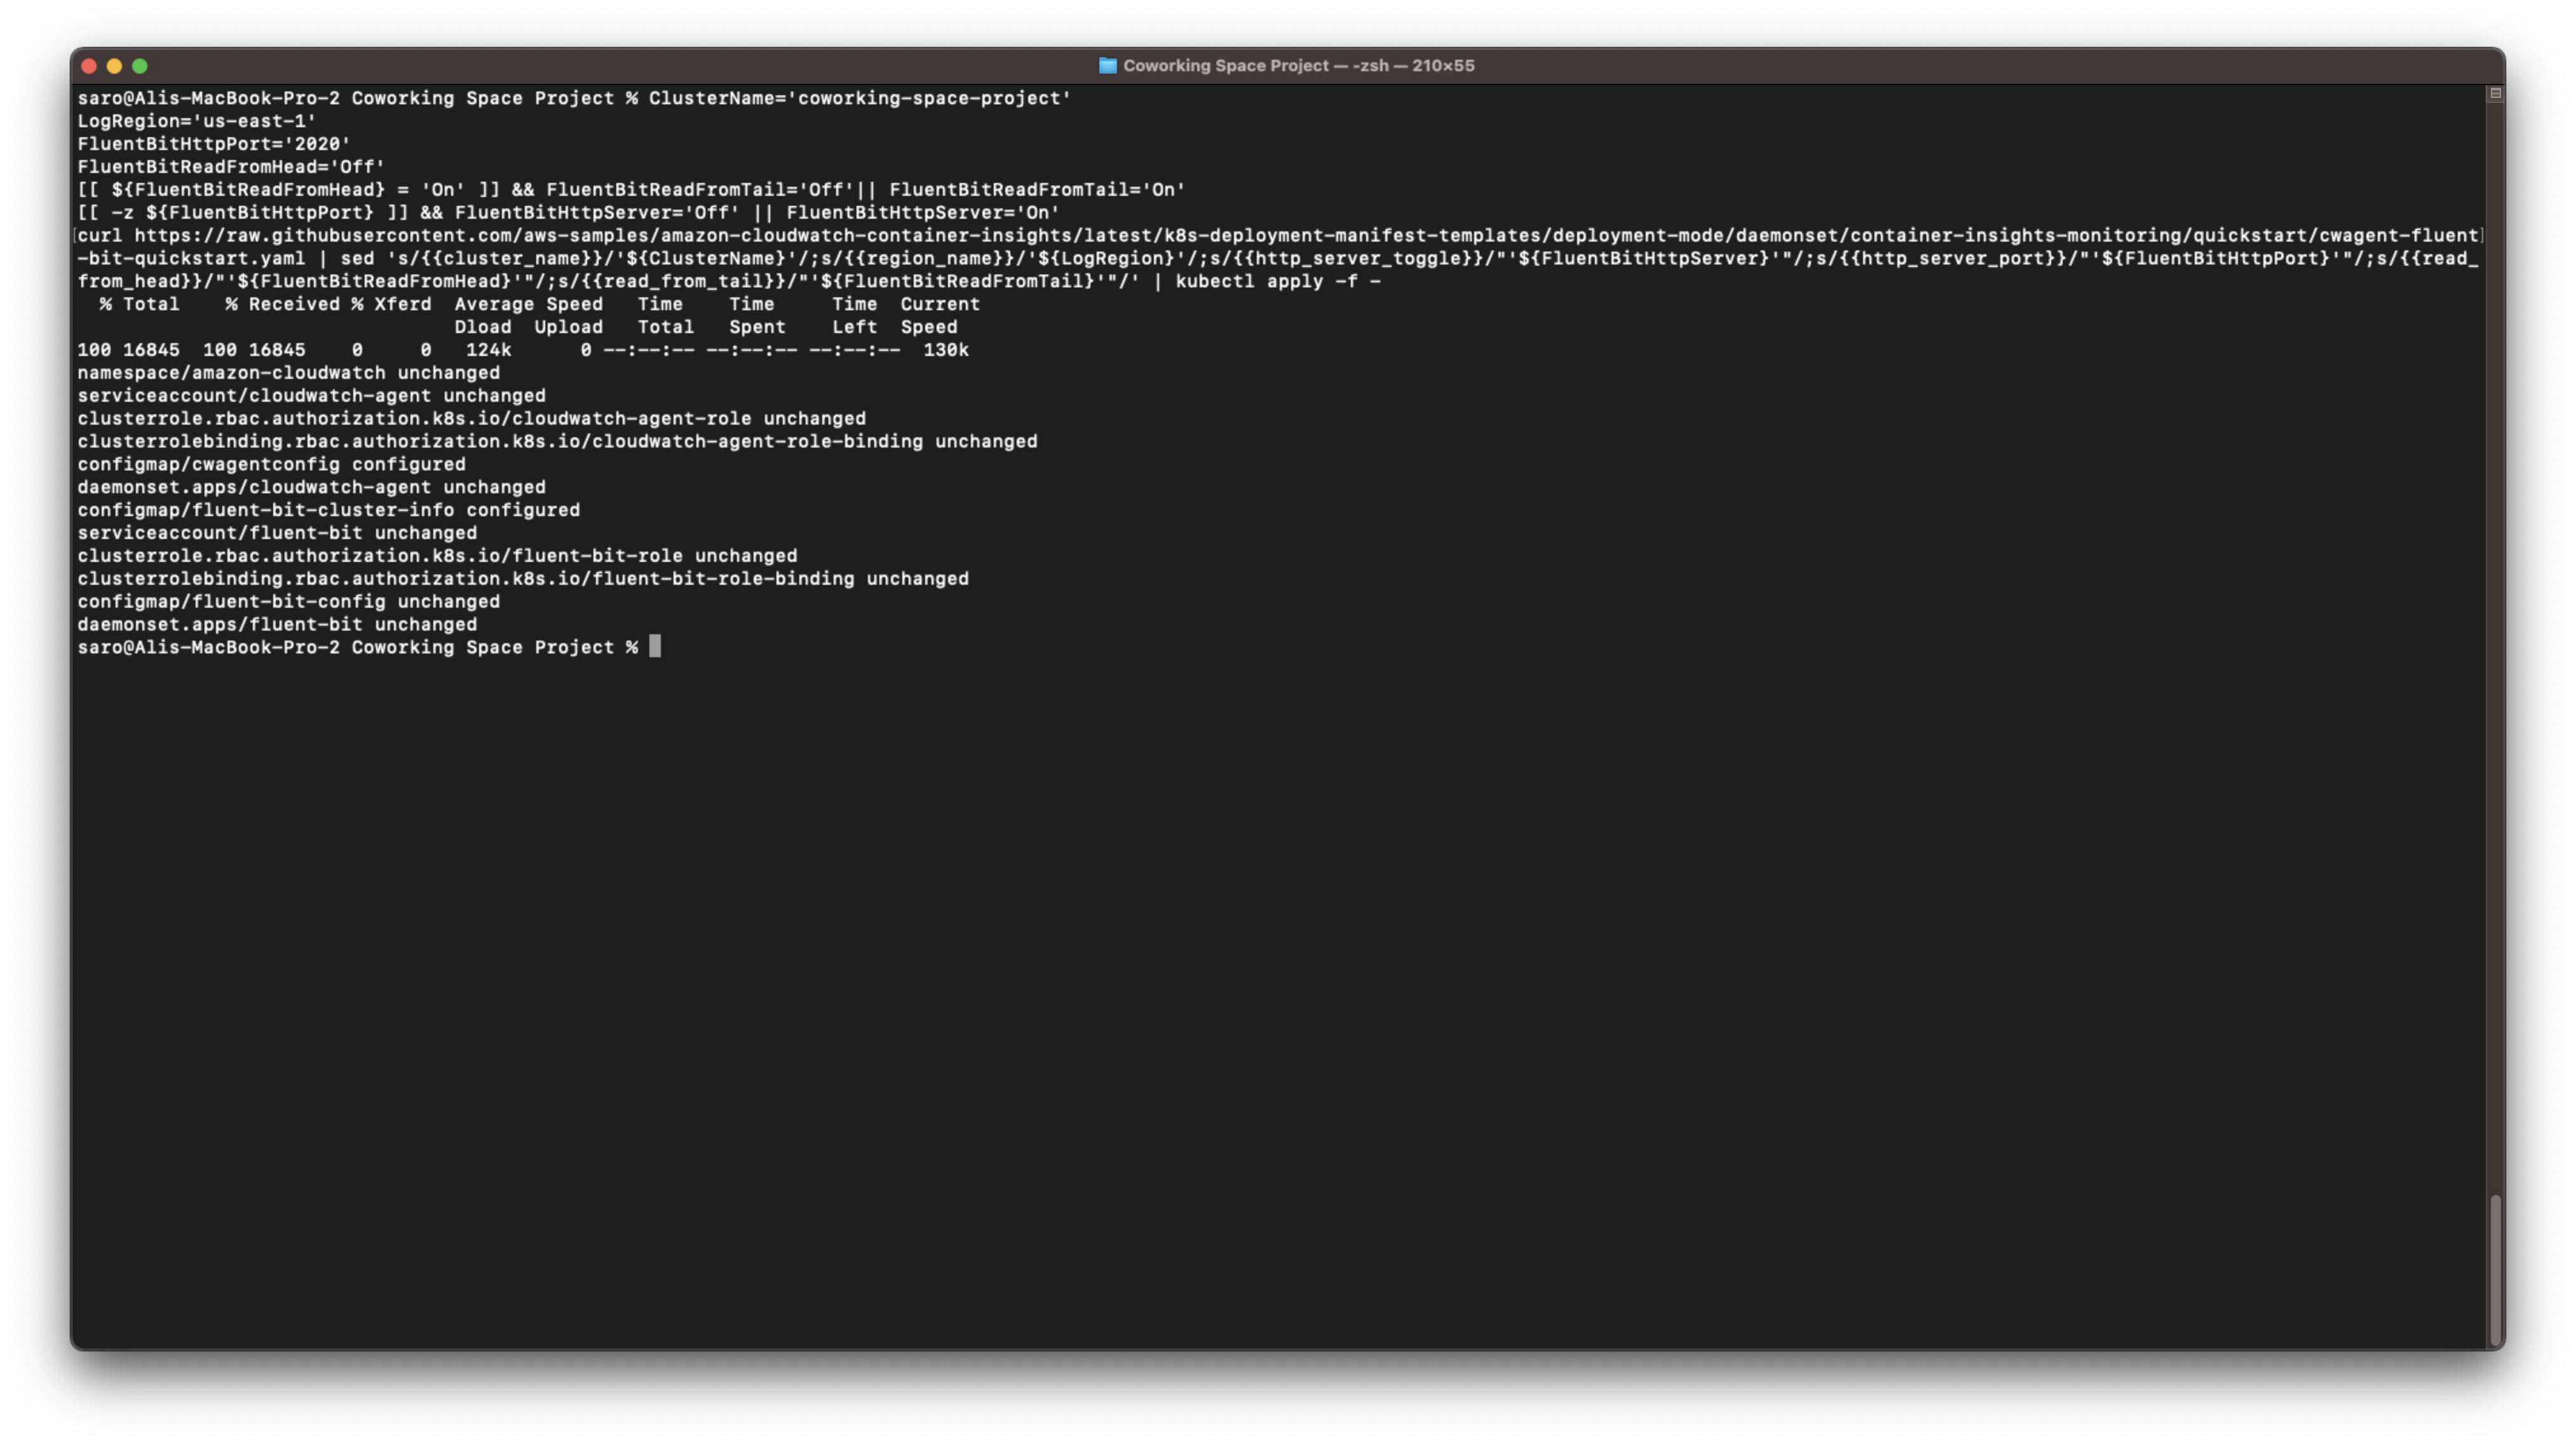 Coworking Space Project — -zsh — 210×55
saro@Alis-MacBook-Pro-2 Coworking Space Project % ClusterName='coworking-space-project'
LogRegion='us-east-1'
FluentBitHttpPort='2020'
FluentBitReadFromHead='Off'
[[ ${FluentBitReadFromHead} = 'On' ]] && FluentBitReadFromTail='Off'|| FluentBitReadFromTail='On'
[[ -z ${FluentBitHttpPort} ]] && FluentBitHttpServer='Off' || FluentBitHttpServer='On'
curl https://raw.githubusercontent.com/aws-samples/amazon-cloudwatch-container-insights/latest/k8s-deployment-manifest-templates/deployment-mode/daemonset/container-insights-monitoring/quickstart/cwagent-fluent
-bit-quickstart.yaml | sed 's/{{cluster_name}}/'${ClusterName}'/;s/{{region_name}}/'${LogRegion}'/;s/{{http_server_toggle}}/"'${FluentBitHttpServer}'"/;s/{{http_server_port}}/"'${FluentBitHttpPort}'"/;s/{{read_
from_head}}/"'${FluentBitReadFromHead}'"/;s/{{read_from_tail}}/"'${FluentBitReadFromTail}'"/' | kubectl apply -f -
  % Total    % Received % Xferd  Average Speed   Time    Time     Time  Current
                                 Dload  Upload   Total   Spent    Left  Speed
100 16845  100 16845    0     0   124k      0 --:--:-- --:--:-- --:--:--  130k
namespace/amazon-cloudwatch unchanged
serviceaccount/cloudwatch-agent unchanged
clusterrole.rbac.authorization.k8s.io/cloudwatch-agent-role unchanged
clusterrolebinding.rbac.authorization.k8s.io/cloudwatch-agent-role-binding unchanged
configmap/cwagentconfig configured
daemonset.apps/cloudwatch-agent unchanged
configmap/fluent-bit-cluster-info configured
serviceaccount/fluent-bit unchanged
clusterrole.rbac.authorization.k8s.io/fluent-bit-role unchanged
clusterrolebinding.rbac.authorization.k8s.io/fluent-bit-role-binding unchanged
configmap/fluent-bit-config unchanged
daemonset.apps/fluent-bit unchanged
saro@Alis-MacBook-Pro-2 Coworking Space Project %